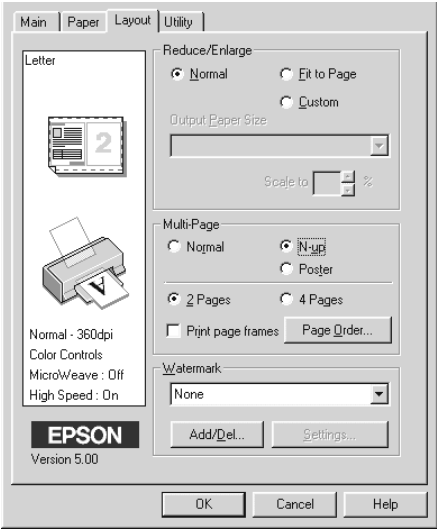 Main Paper Layout Utility
Letter
2
A
Normal - 360dpi
Color Controls
MicroWeave : Off
High Speed : On
EPSON
Version 5.00
Reduce/Enlarge
Normal Fit to Page
Custom
Output Paper Size
Scale to %
Multi-Page
Normal N-up
Poster
2 Pages 4 Pages
Print page frames Page Order...
Watermark
None
Add/Del... Settings...
OK Cancel Help